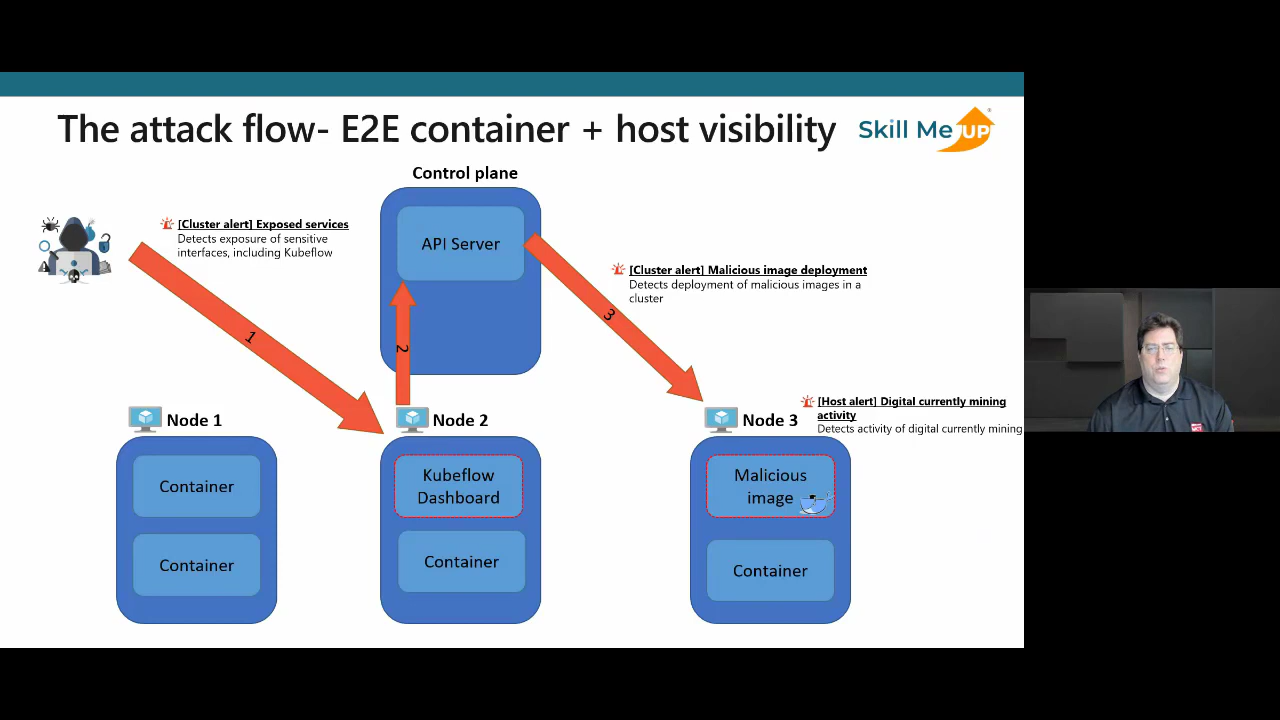 The attack flow- E2E container + host visibility
Skill Me UP
Control plane
[Cluster alert] Exposed services
Detects exposure of sensitive
interfaces, including Kubeflow
API Server
[Cluster alert] Malicious image deployment
Detects deployment of malicious images in a
cluster
1
2
3
[Host alert] Digital currently mining
activity
Detects activity of digital currently mining
Node 1
Node 2
Node 3
Container
Container
Kubeflow
Dashboard
Container
Malicious
image
Container